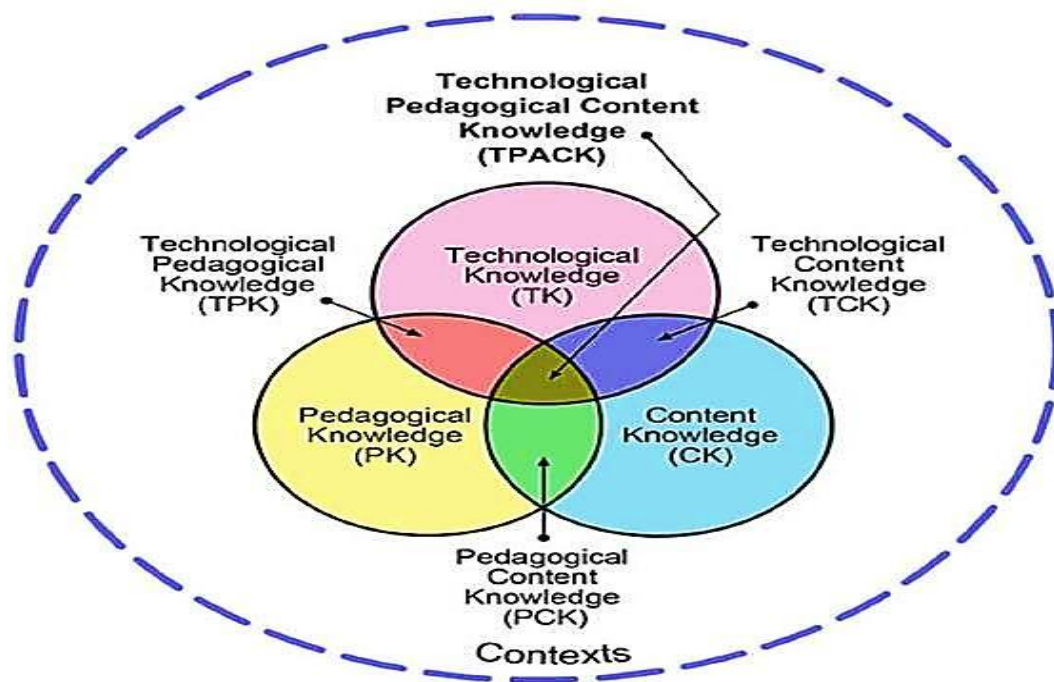 Technological
Pedagogical Content
Knowledge
(TPACK)
Technological
Pedagogical
Knowledge
(TPK)
Technological
Knowledge
(TK)
Technological
Content
Knowledge
(TCK)
Pedagogical
Knowledge
(PK)
Content
Knowledge
(CK)
Pedagogical
Content
Knowledge
(PCK)
Contexts